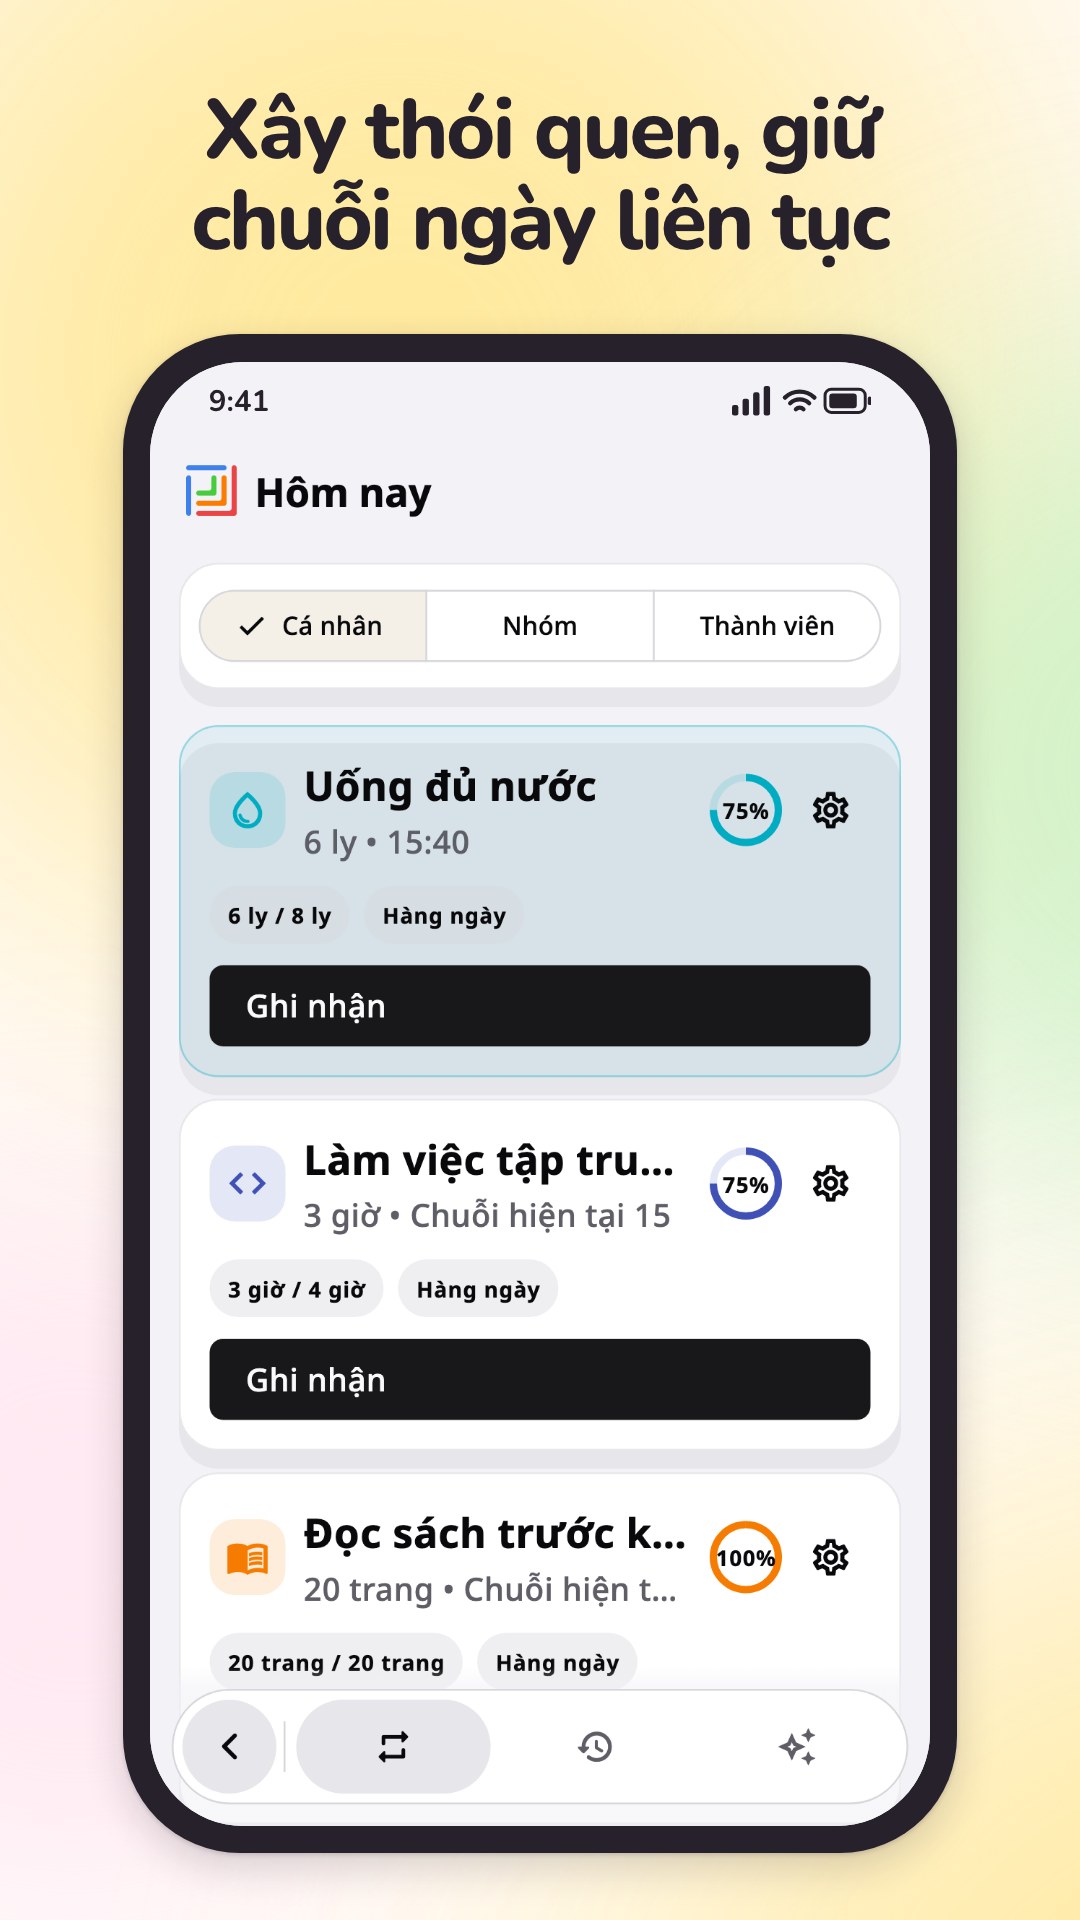 Xây thói quen, giữ
chuỗi ngày liên tục
9:41
Hôm nay
Cá nhân
Nhóm
Thành viên
Uống đủ nước
75%
6 ly • 15:40
6 ly / 8 ly
Hàng ngày
Ghi nhận
Làm việc tập tru...
75%
3 giờ • Chuỗi hiện tại 15
3 giờ / 4 giờ
Hàng ngày
Ghi nhận
Đọc sách trước k...
100%
20 trang • Chuỗi hiện t...
20 trang / 20 trang
Hàng ngày